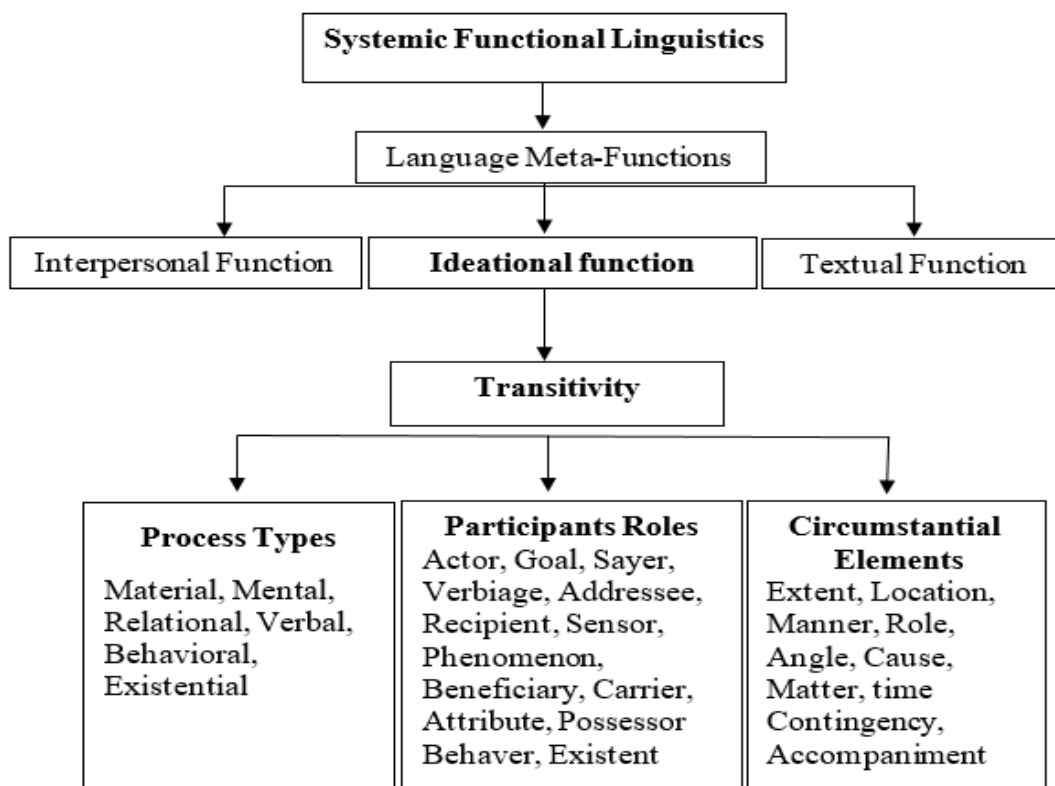 Systemic Functional Linguistics
Language Meta-Functions
Interpersonal Function
Ideational function
Textual Function
Transitivity
Process Types
Material, Mental,
Relational, Verbal,
Behavioral,
Existential
Participants Roles
Actor, Goal, Sayer,
Verbiage, Addressee,
Recipient, Sensor,
Phenomenon,
Beneficiary, Carrier,
Attribute, Possessor
Behaver, Existent
Circumstantial
Elements
Extent, Location,
Manner, Role,
Angle, Cause,
Matter, time
Contingency,
Accompaniment